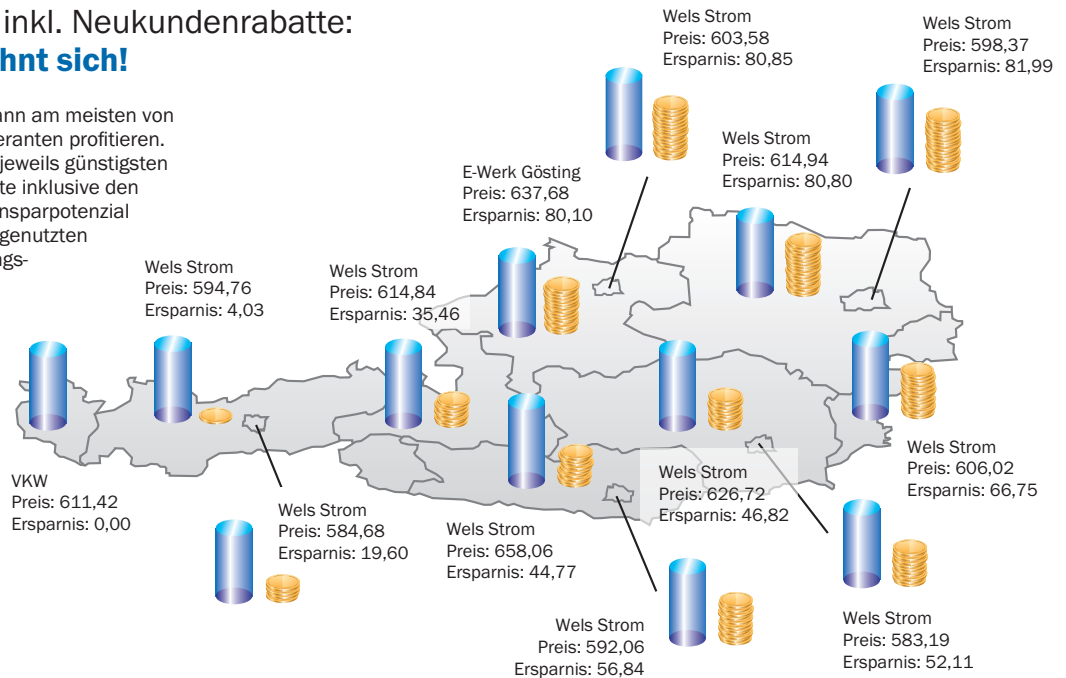 inkl. Neukundenrabatte:
hnt sich!
ann am meisten von
eranten profitieren.
jeweils günstigsten
te inklusive den
nsparpotenzial
genutzten
gs-
Wels Strom
Preis: 603,58
Ersparnis: 80,85
Wels Strom
Preis: 598,37
Ersparnis: 81,99
Wels Strom
Preis: 614,94
Ersparnis: 80,80
E-Werk Gösting
Preis: 637,68
Ersparnis: 80,10
Wels Strom
Preis: 594,76
Ersparnis: 4,03
Wels Strom
Preis: 614,84
Ersparnis: 35,46
VKW
Preis: 611,42
Ersparnis: 0,00
Wels Strom
Preis: 584,68
Ersparnis: 19,60
Wels Strom
Preis: 658,06
Ersparnis: 44,77
Wels Strom
Preis: 626,72
Ersparnis: 46,82
Wels Strom
Preis: 606,02
Ersparnis: 66,75
Wels Strom
Preis: 592,06
Ersparnis: 56,84
Wels Strom
Preis: 583,19
Ersparnis: 52,11